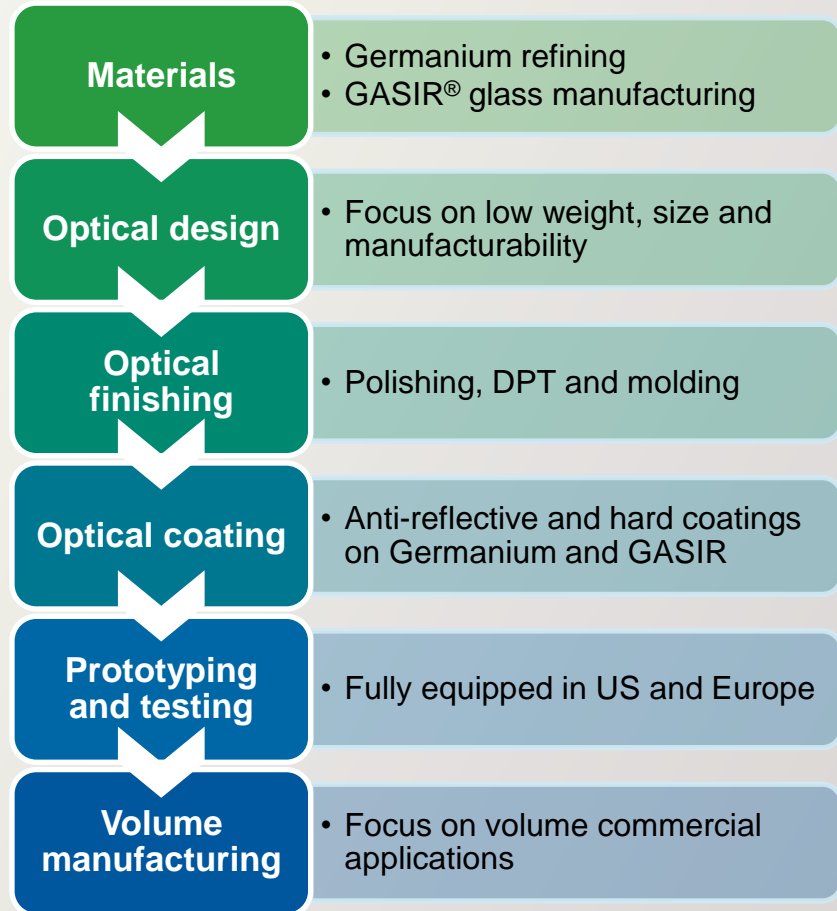 Materials
• Germanium refining
• GASIR® glass manufacturing
Optical design
• Focus on low weight, size and
manufacturability
Optical
finishing
• Polishing, DPT and molding
Optical coating
• Anti-reflective and hard coatings
on Germanium and GASIR
Prototyping
and testing
• Fully equipped in US and Europe
Volume
manufacturing
• Focus on volume commercial
applications